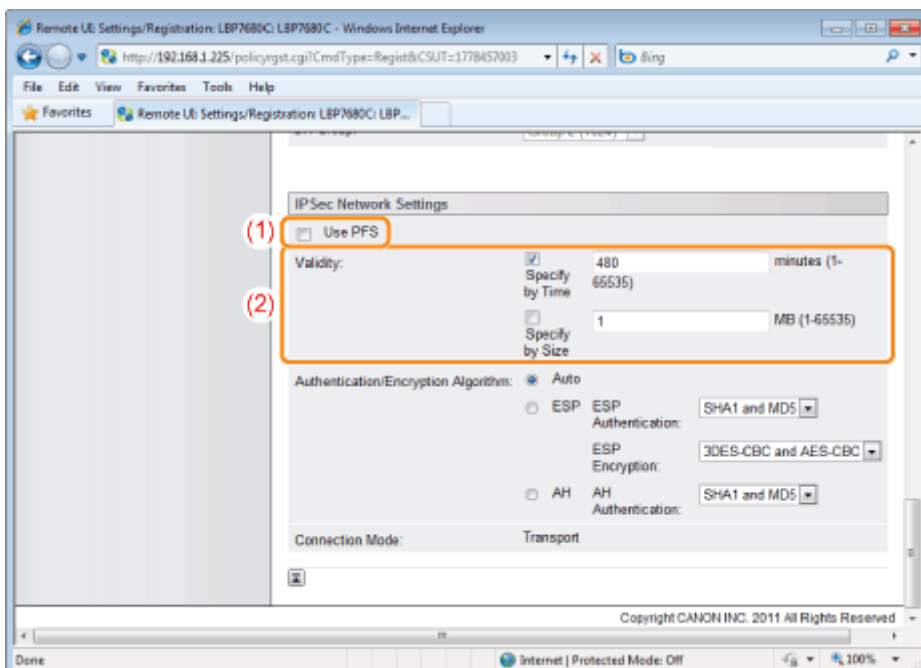 Remote UI: Settings/Registration: LBP7680C: LBP7680C - Windows Internet Explorer
http://192.168.1.225/policyrgst.cgi?CmdType=Regist&CSUT=1778457003
Bing
File Edit View Favorites Tools Help
Favorites
Remote UI: Settings/Registration: LBP7680C: LBP...
IPSec Network Settings
(1)
Use PFS
(2)
Validity:
Specify by Time
480
minutes (1-65535)
Specify by Size
1
MB (1-65535)
Authentication/Encryption Algorithm:
Auto
ESP
ESP Authentication:
SHA1 and MD5
ESP Encryption:
3DES-CBC and AES-CBC
AH
AH Authentication:
SHA1 and MD5
Connection Mode:
Transport
Copyright CANON INC. 2011 All Rights Reserved
Done
Internet | Protected Mode: Off
100%